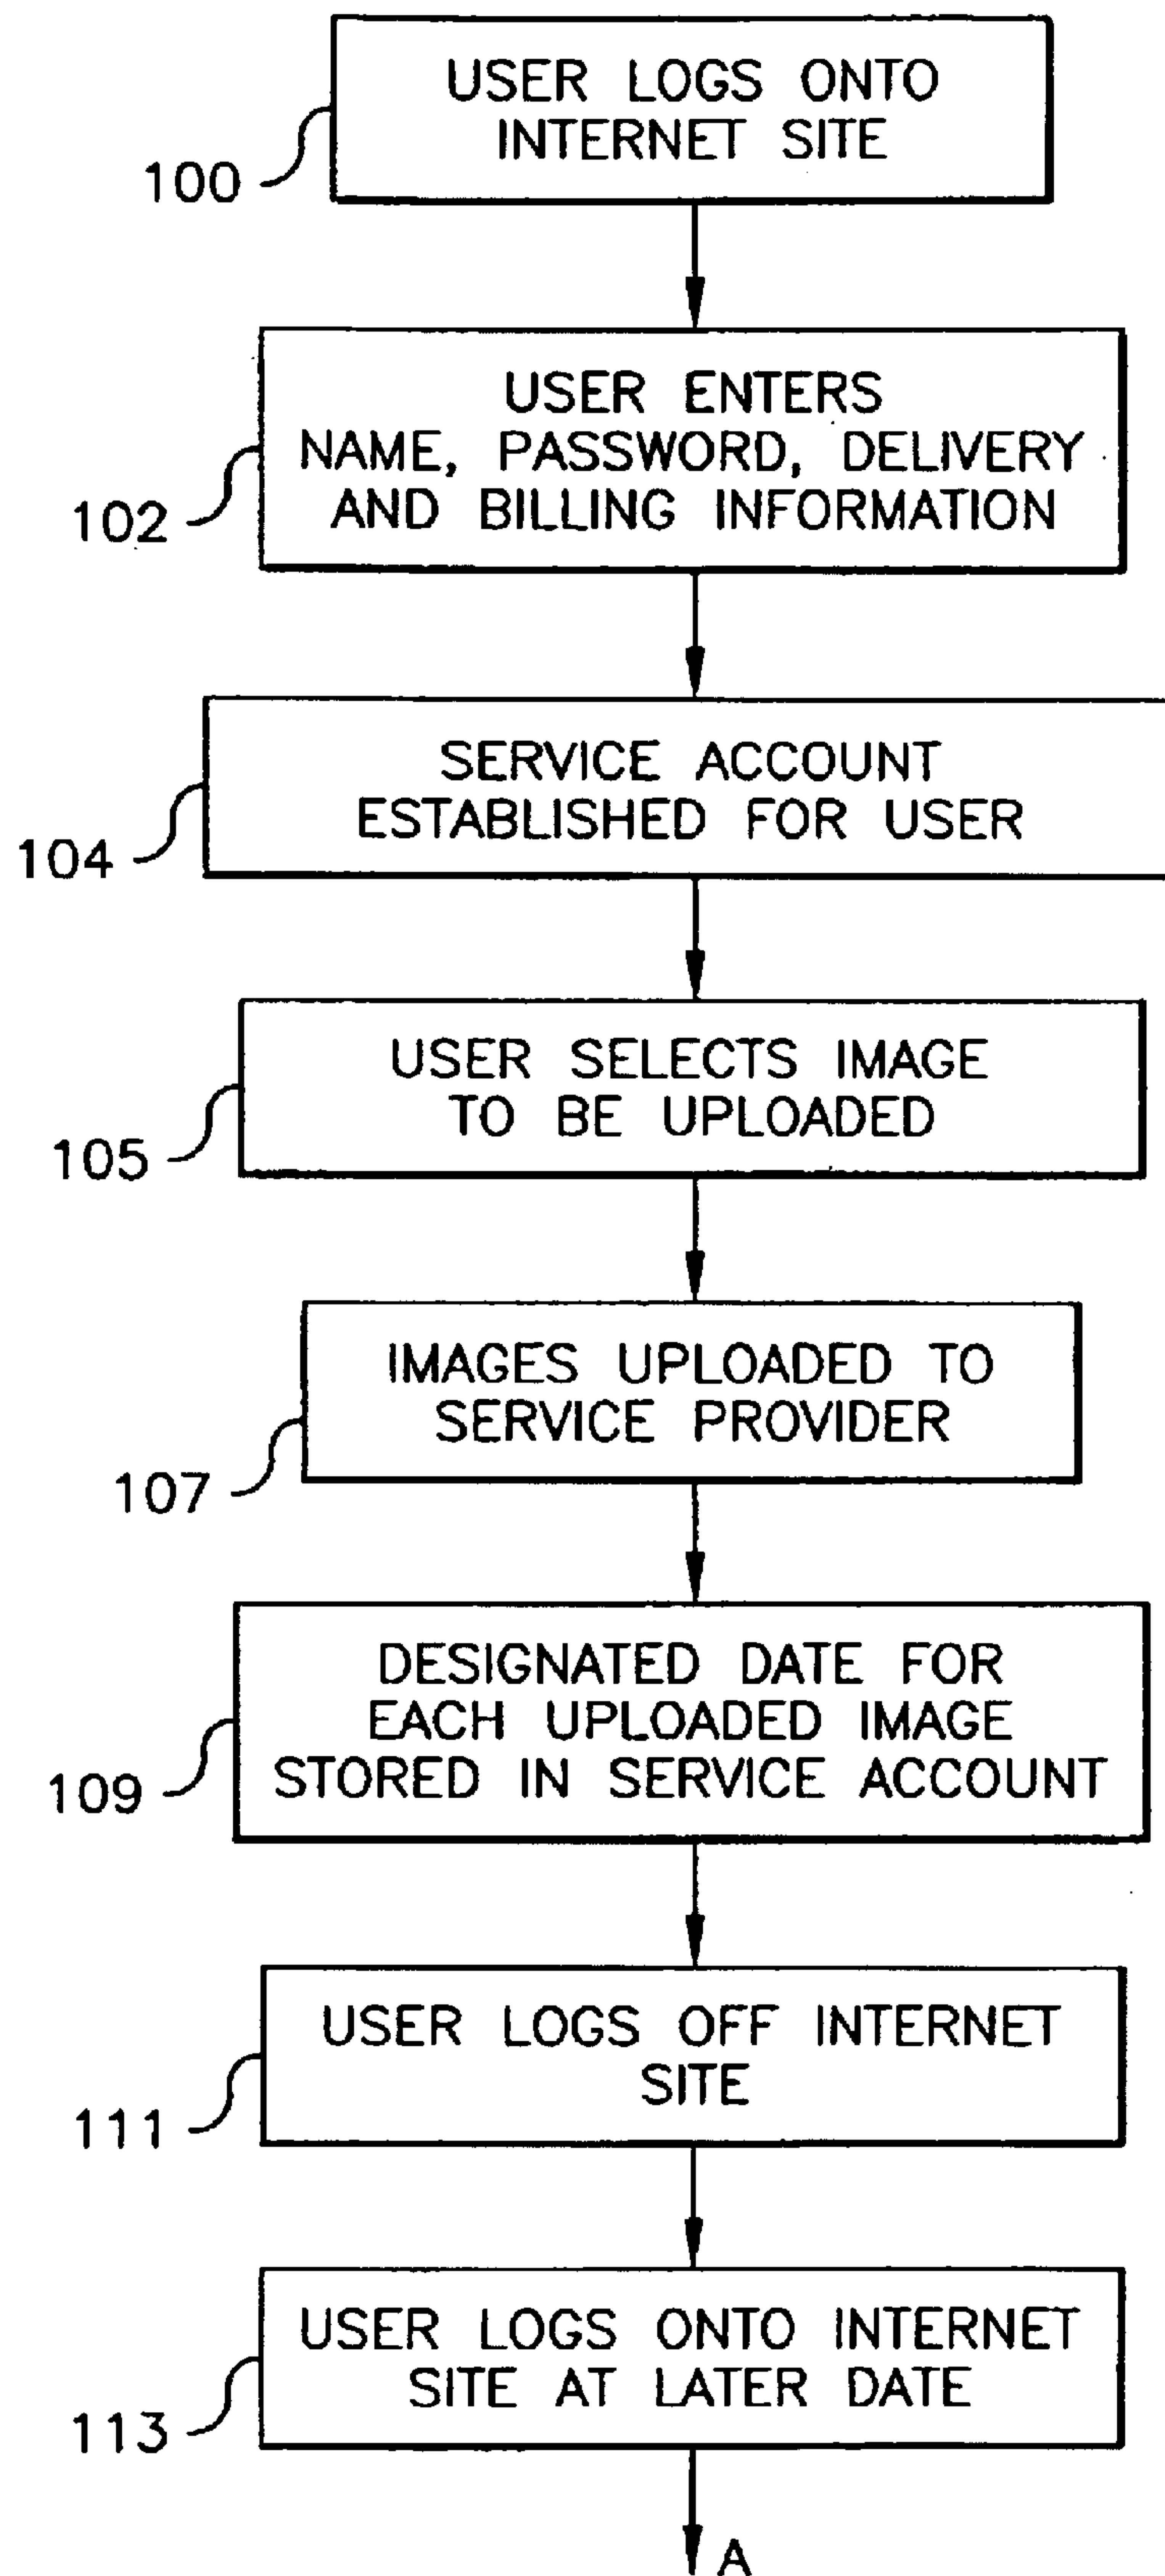 USER LOGS ONTO
INTERNET SITE
100
USER ENTERS
NAME, PASSWORD, DELIVERY
AND BILLING INFORMATION
102
SERVICE ACCOUNT
ESTABLISHED FOR USER
104
USER SELECTS IMAGE
TO BE UPLOADED
105
IMAGES UPLOADED TO
SERVICE PROVIDER
107
DESIGNATED DATE FOR
EACH UPLOADED IMAGE
STORED IN SERVICE ACCOUNT
109
USER LOGS OFF INTERNET
SITE
111
USER LOGS ONTO INTERNET
SITE AT LATER DATE
113
A